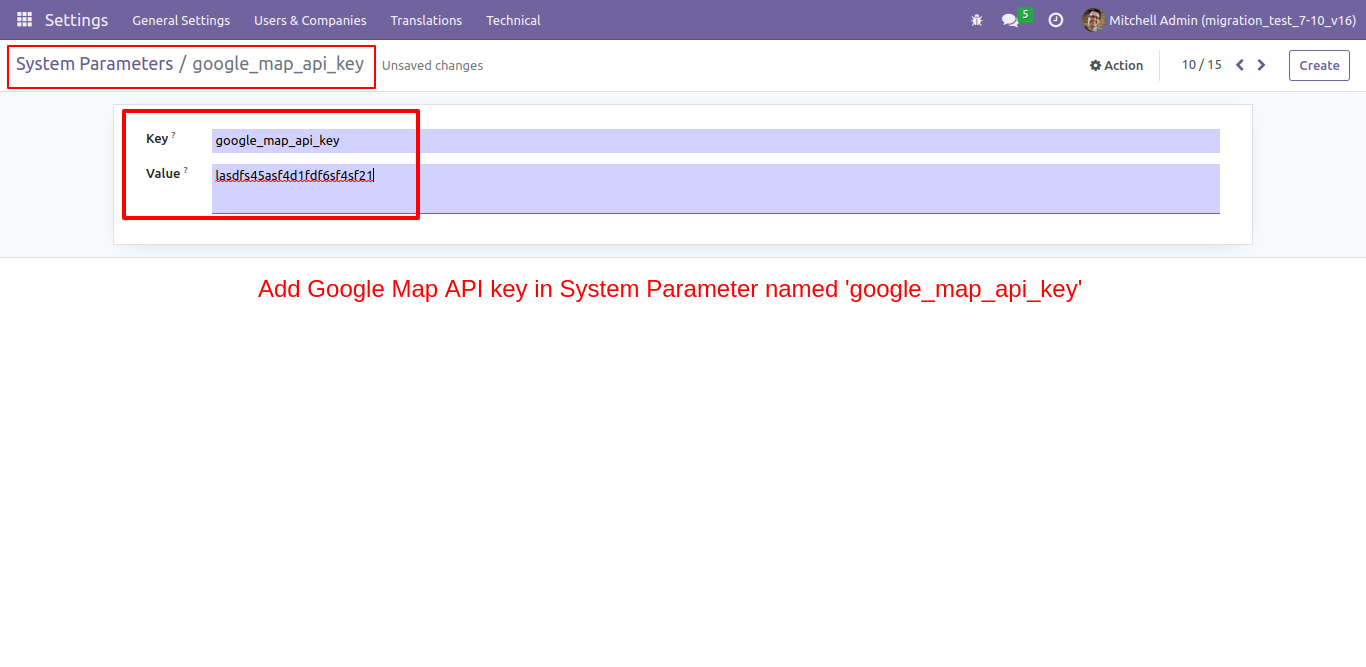 Settings General Settings Users & Companies Translations Technical 5 Mitchell Admin (migration_test_7-10_v16)
System Parameters / google_map_api_key Unsaved changes Action 10 / 15 Create
Key ? google_map_api_key
Value ? lasdfs45asf4d1fdf6sf4sf21
Add Google Map API key in System Parameter named 'google_map_api_key'